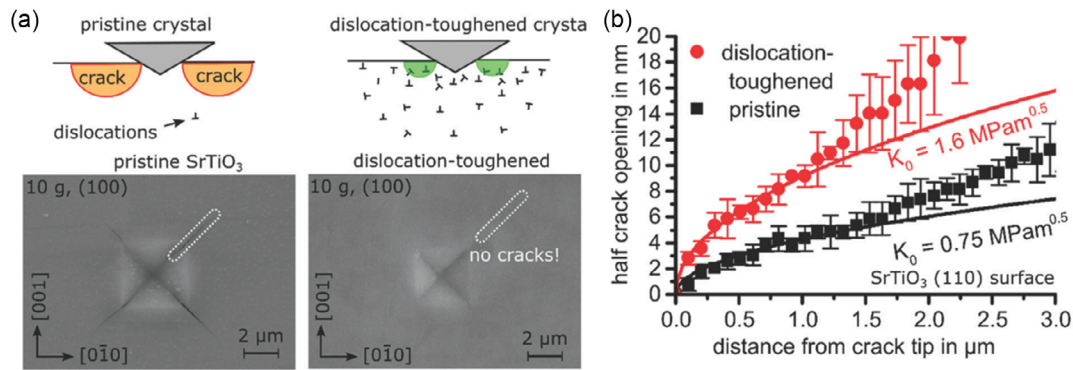 (a)
pristine crystal
dislocation-toughened crysta
crack
crack
dislocations
pristine SrTiO₃
dislocation-toughened
10 g, (100)
[001]
[01̄0]
2 µm
10 g, (100)
no cracks!
[001]
[01̄0]
2 µm
(b)
half crack opening in nm
20
18
16
14
12
10
8
6
4
2
0
dislocation-
toughened
pristine
K₀ = 1.6 MPam⁰·⁵
K₀ = 0.75 MPam⁰·⁵
SrTiO₃ (110) surface
0.0 0.5 1.0 1.5 2.0 2.5 3.0
distance from crack tip in µm